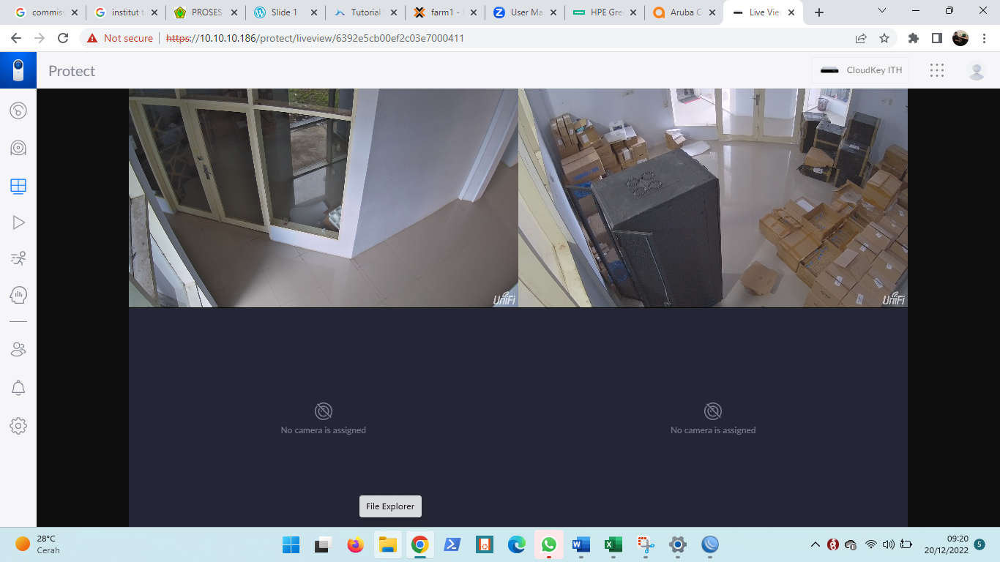 commiss
institut t
PROSES
Slide 1
Tutorial
farm1 -
User Ma
HPE Gre
Aruba C
Live View
Not secure
https://10.10.10.186/protect/liveview/6392e5cb00ef2c03e7000411
Protect
CloudKey ITH
UniFi
UniFi
No camera is assigned
No camera is assigned
File Explorer
28°C
Cerah
09:20
20/12/2022
5